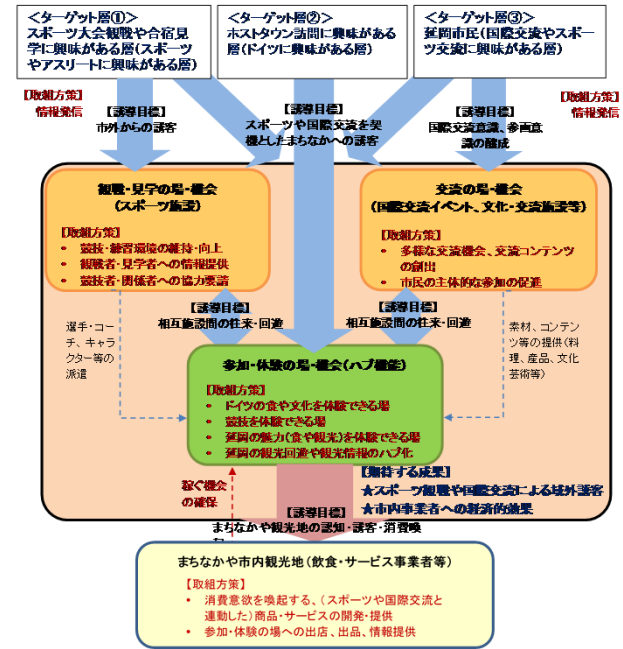 <ターゲット層①>
スポーツ大会観戦や合宿見
学に興味がある層(スポーツ
やアスリートに興味がある層)
<ターゲット層②>
ホストタウン訪問に興味がある
層(ドイツに興味がある層)
<ターゲット層③>
延岡市民(国際交流やスポー
ツ交流に興味がある層)
【取組方策】
情報発信
【誘導目標】
市外からの誘客
【誘導目標】
スポーツや国際交流を契
機としたまちなかへの誘客
【誘導目標】
国際交流意識、参画意
識の醸成
【取組方策】
情報発信
観戦・見学の場・機会
(スポーツ施設)
【取組方策】
• 競技・練習環境の維持・向上
• 観戦者・見学者への情報提供
• 競技者・関係者への協力要請
交流の場・機会
(国際交流イベント、文化・交流施設等)
【取組方策】
• 多様な交流機会、交流コンテンツ
の創出
• 市民の主体的な参加の促進
【誘導目標】
相互施設間の往来・回遊
【誘導目標】
相互施設間の往来・回遊
選手・コー
チ、キャラ
クター等の
派遣
素材、コンテン
ツ等の提供(料
理、産品、文化
芸術等)
参加・体験の場・機会(ハブ機能)
【取組方策】
• ドイツの食や文化を体験できる場
• 競技を体験できる場
• 延岡の魅力(食や観光)を体験できる場
• 延岡の観光回遊や観光情報のハブ化
稼ぐ機会
の確保
【期待する成果】
★スポーツ観戦や国際交流による域外誘客
★市内事業者への経済的効果
【誘導目標】
まちなかや観光地の認知・誘客・消費喚
まちなかや市内観光地(飲食・サービス事業者等)
【取組方策】
• 消費意欲を喚起する、(スポーツや国際交流と
連動した)商品・サービスの開発・提供
• 参加・体験の場への出店、出品、情報提供